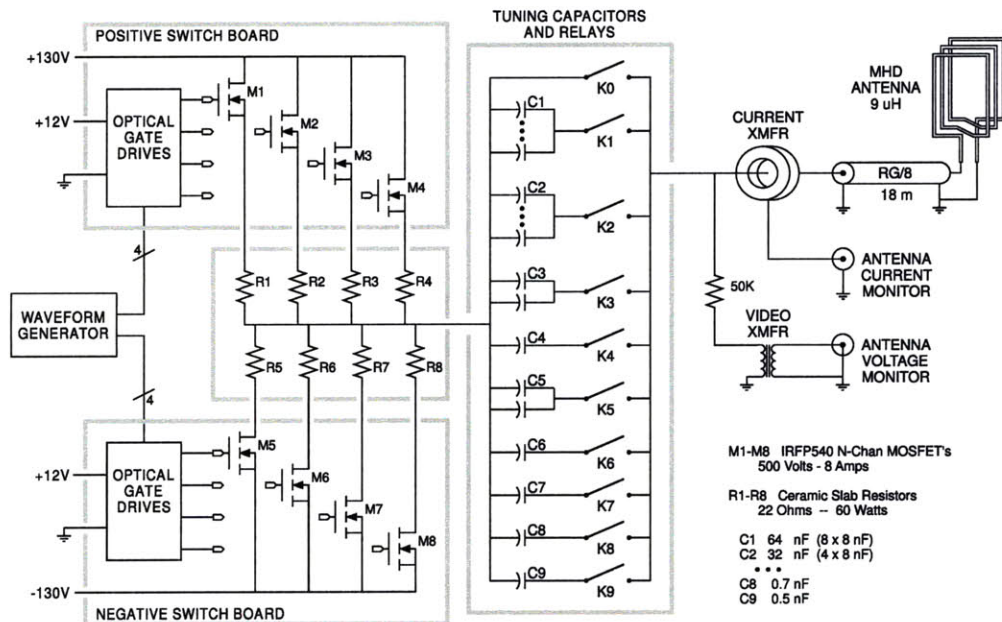 TUNING CAPACITORS
AND RELAYS
POSITIVE SWITCH BOARD
+130V
+12V
OPTICAL
GATE
DRIVES
M1
M2
M3
M4
4
WAVEFORM
GENERATOR
4
R1
R2
R3
R4
R5
R6
R7
R8
+12V
OPTICAL
GATE
DRIVES
M5
M6
M7
M8
-130V
NEGATIVE SWITCH BOARD
K0
C1
K1
C2
K2
C3
K3
C4
K4
C5
K5
C6
K6
C7
K7
C8
K8
C9
K9
MHD
ANTENNA
9 uH
CURRENT
XMFR
RG/8
18 m
ANTENNA
CURRENT
MONITOR
50K
VIDEO
XMFR
ANTENNA
VOLTAGE
MONITOR
M1-M8 IRFP540 N-Chan MOSFET's
500 Volts - 8 Amps
R1-R8 Ceramic Slab Resistors
22 Ohms -- 60 Watts
C1 64 nF (8 x 8 nF)
C2 32 nF (4 x 8 nF)
• • •
C8 0.7 nF
C9 0.5 nF